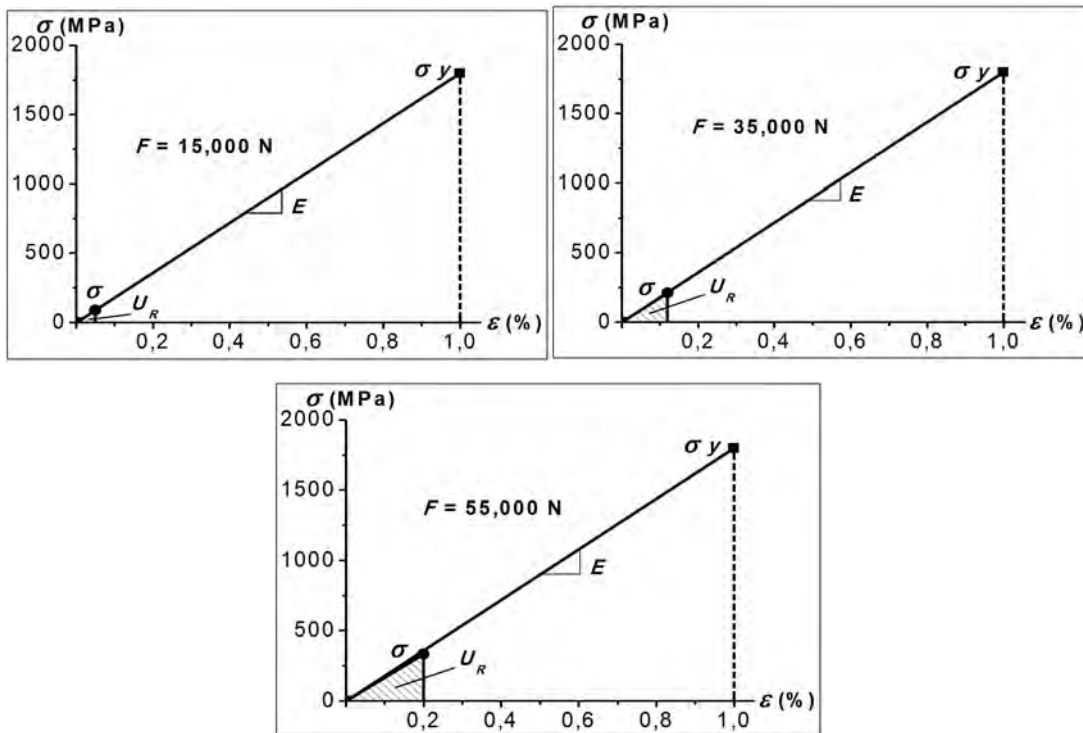 σ (MPa)
2000
σ y
1500
F = 15,000 N
1000
E
500
σ
U_R
0
ε (%)
0,2 0,4 0,6 0,8 1,0
σ (MPa)
2000
σ y
1500
F = 35,000 N
1000
E
500
σ
U_R
0
ε (%)
0,2 0,4 0,6 0,8 1,0
σ (MPa)
2000
σ y
1500
F = 55,000 N
1000
E
500
σ
U_R
0
ε (%)
0,2 0,4 0,6 0,8 1,0